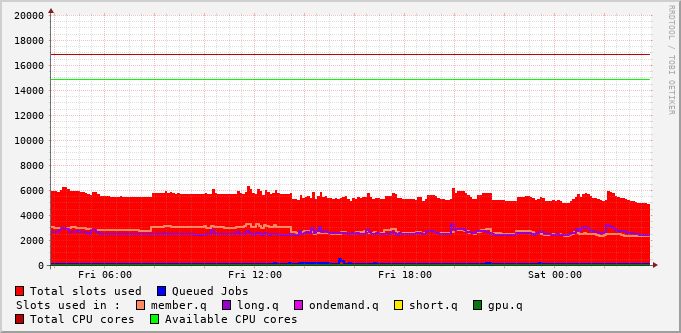 20000
18000
16000
14000
12000
10000
8000
6000
4000
2000
0
Fri 06:00 Fri 12:00 Fri 18:00 Sat 00:00
RRDTOOL / TOBI OETIKER
Total slots used Queued Jobs
Slots used in : member.q long.q ondemand.q short.q gpu.q
Total CPU cores Available CPU cores